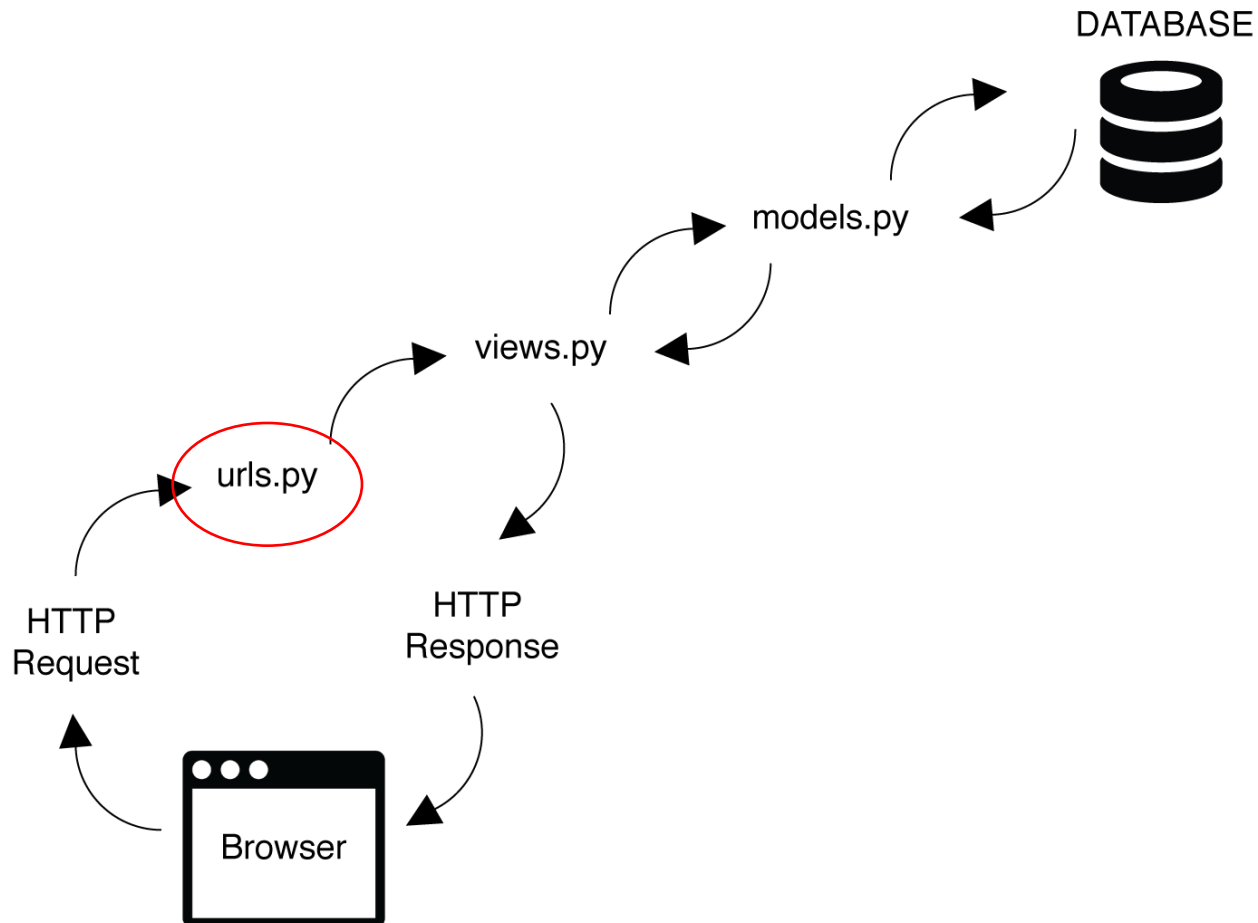 DATABASE
models.py
views.py
urls.py
HTTP
Request
HTTP
Response
Browser